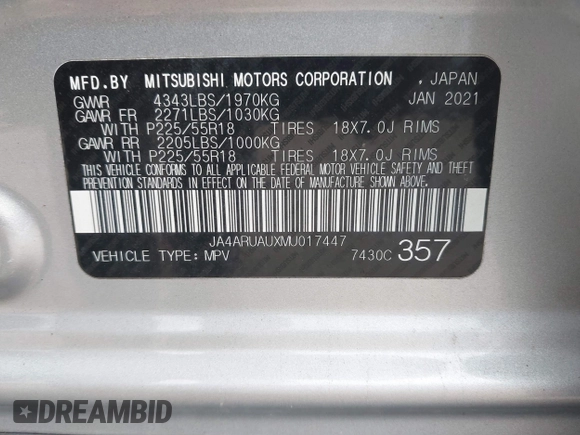 MFD.BY MITSUBISHI MOTORS CORPORATION , JAPAN
GVWR 4343LBS/1970KG JAN 2021
GAWR FR 2271LBS/1030KG
WITH P225/55R18 TIRES 18X7.0J RIMS
GAWR RR 2205LBS/1000KG
WITH P225/55R18 TIRES 18X7.0J RIMS
THIS VEHICLE CONFORMS TO ALL APPLICABLE FEDERAL MOTOR VEHICLE SAFETY AND THEFT
PREVENTION STANDARDS IN EFFECT ON THE DATE OF MANUFACTURE SHOWN ABOVE.
JA4ARUAUXMU017447
VEHICLE TYPE: MPV 7430C 357
DREAMBID